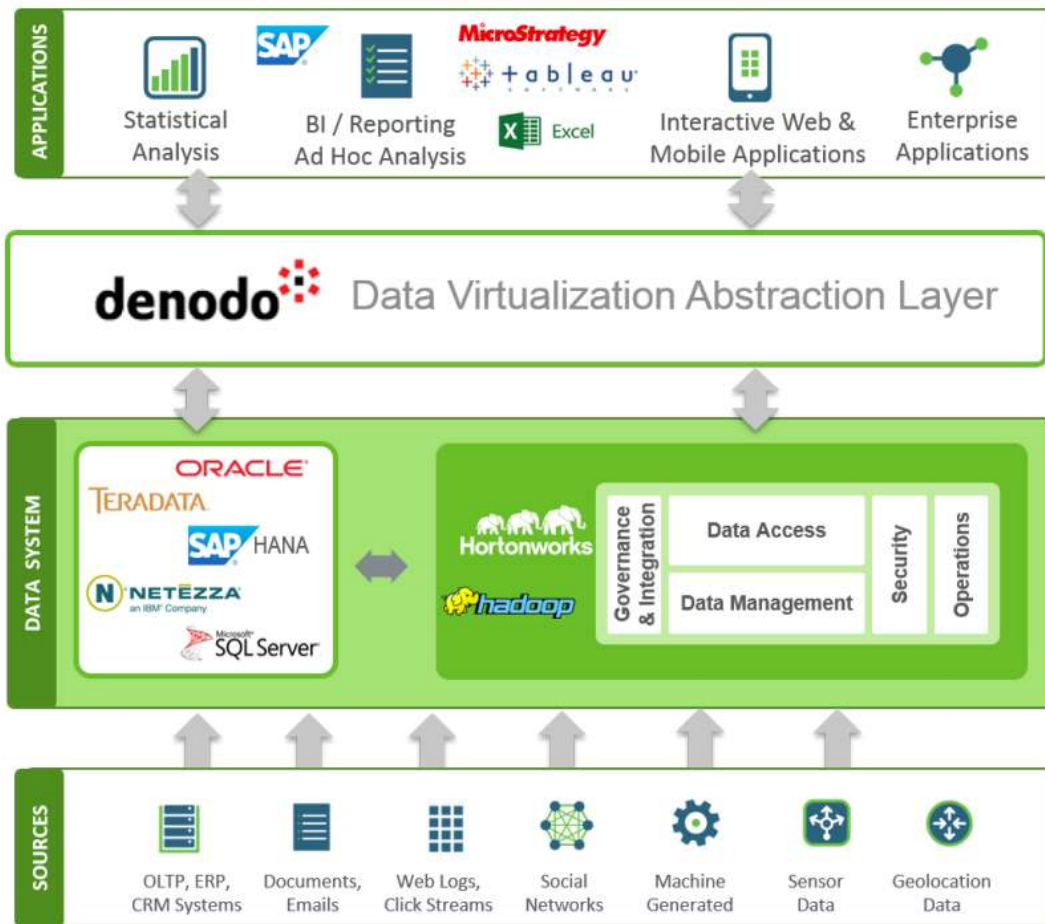 APPLICATIONS
SAP
MicroStrategy
+ a b l e a u
SOFTWARE
Excel
Statistical
Analysis
BI / Reporting
Ad Hoc Analysis
Interactive Web &
Mobile Applications
Enterprise
Applications
denodo
Data Virtualization Abstraction Layer
DATA SYSTEM
ORACLE
TERADATA
SAP HANA
N NETEZZA
an IBM Company
Microsoft
SQL Server
Hortonworks
hadoop
Governance
& Integration
Data Access
Data Management
Security
Operations
SOURCES
OLTP, ERP,
CRM Systems
Documents,
Emails
Web Logs,
Click Streams
Social
Networks
Machine
Generated
Sensor
Data
Geolocation
Data